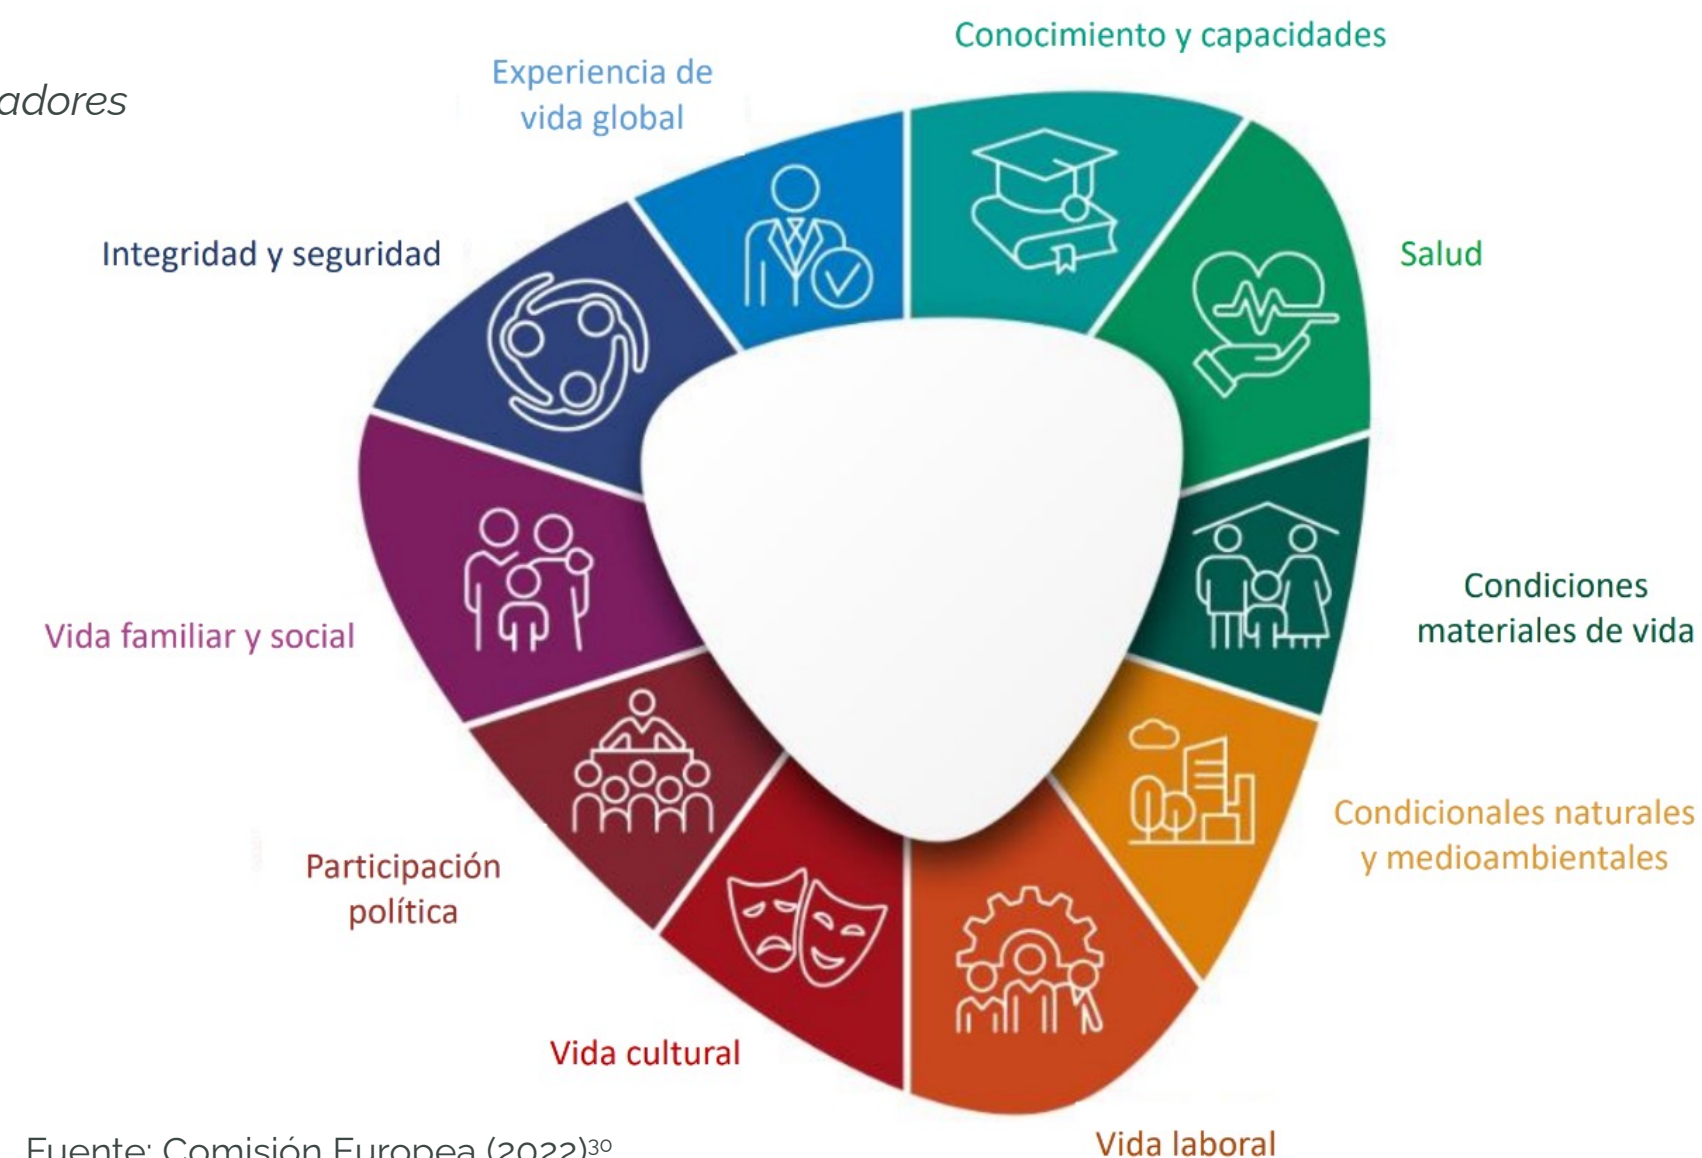 Conocimiento y capacidades
Experiencia de
vida global
Integridad y seguridad
Salud
Vida familiar y social
Condiciones
materiales de vida
Condicionales naturales
y medioambientales
Participación
política
Vida cultural
Vida laboral
Fuente: Comisión Europea (2022)³⁰